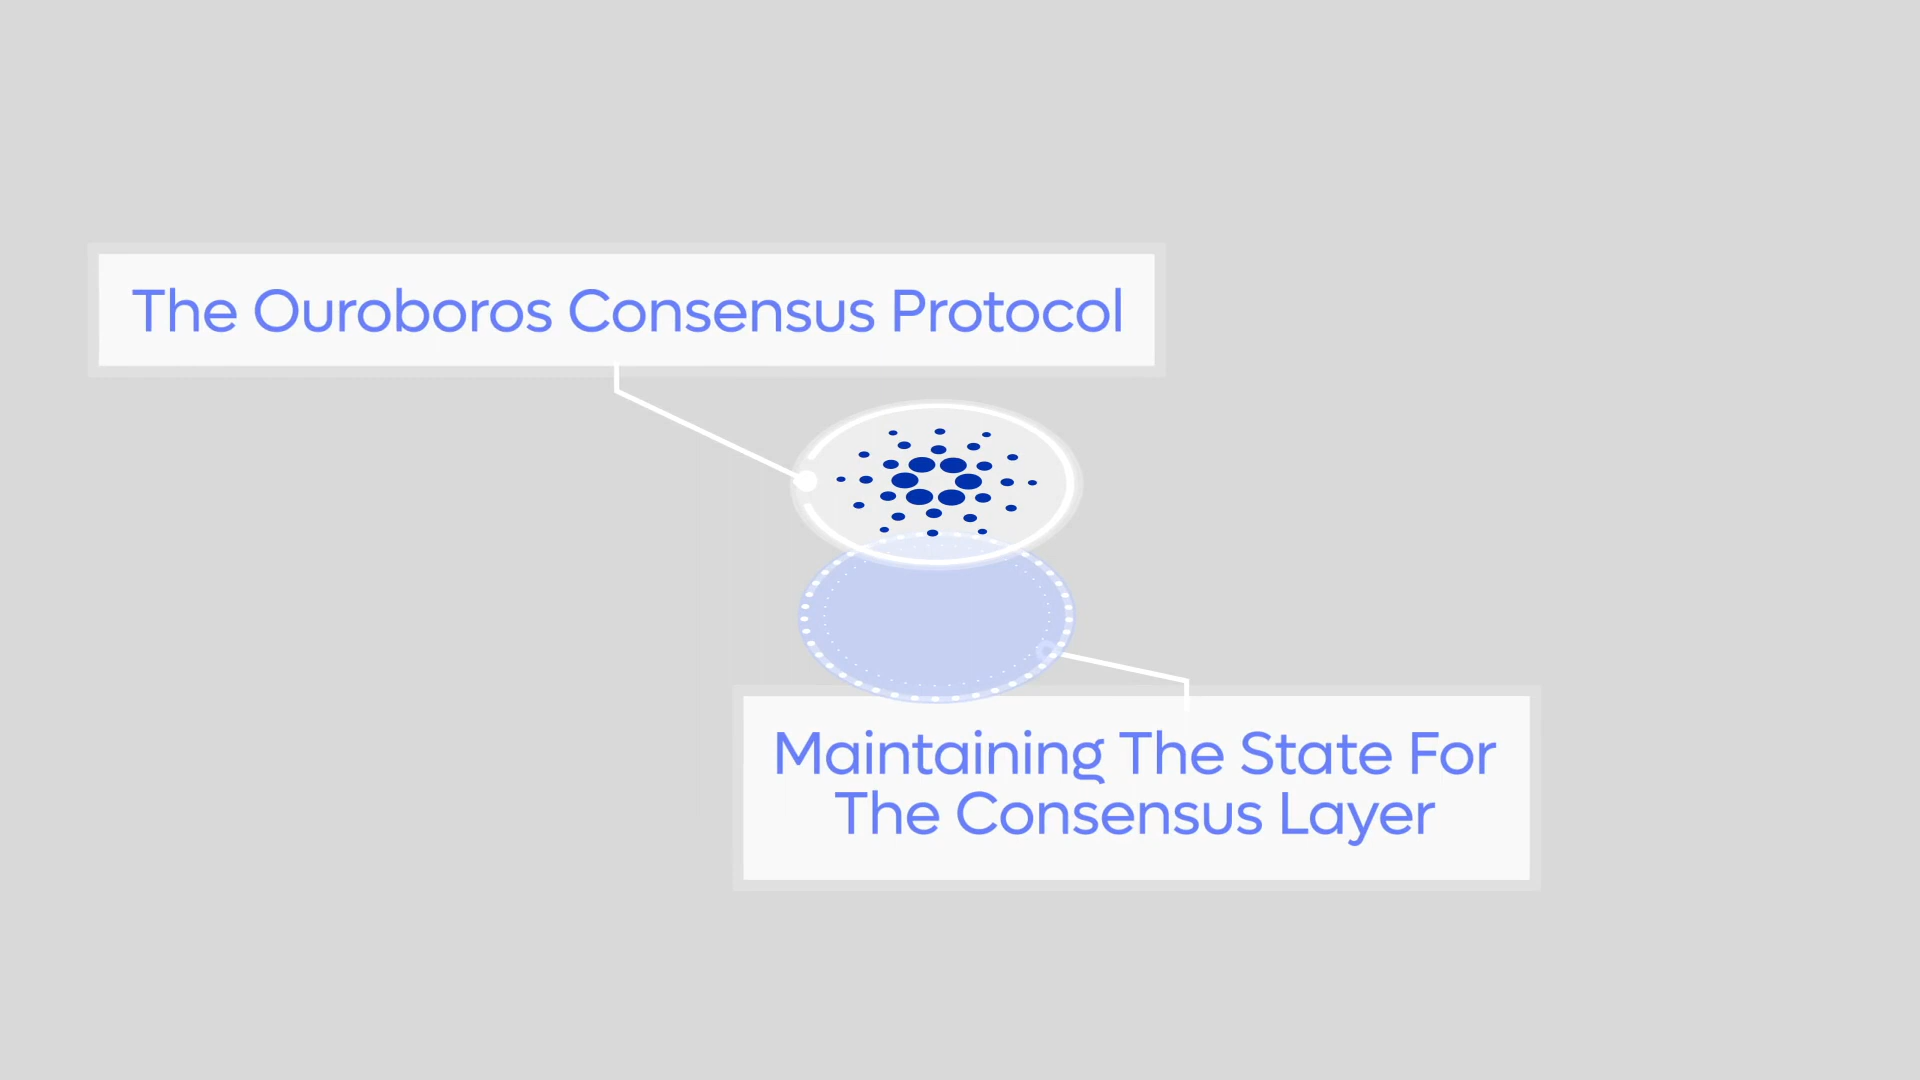 The Ouroboros Consensus Protocol
Maintaining The State For
The Consensus Layer